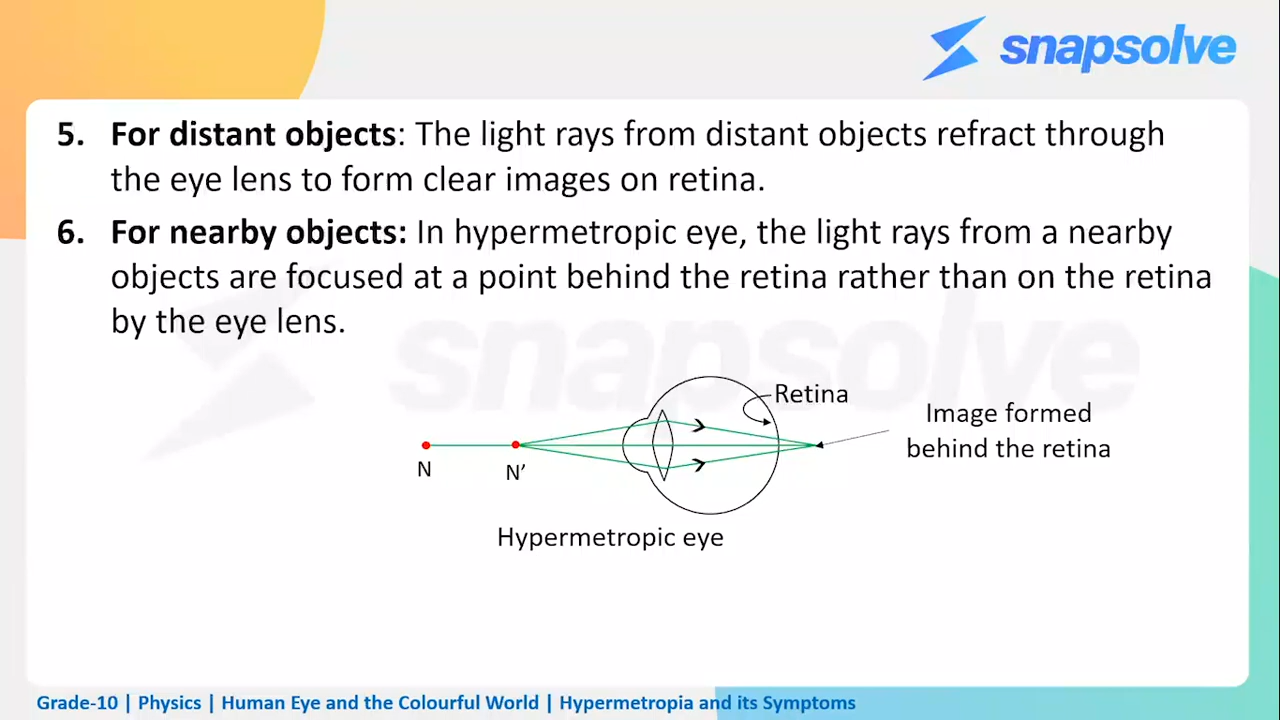 snapsolve
5. For distant objects: The light rays from distant objects refract through
the eye lens to form clear images on retina.
6. For nearby objects: In hypermetropic eye, the light rays from a nearby
objects are focused at a point behind the retina rather than on the retina
by the eye lens.
snapsolve
Retina
Image formed
behind the retina
N
N’
Hypermetropic eye
Grade-10 | Physics | Human Eye and the Colourful World | Hypermetropia and its Symptoms